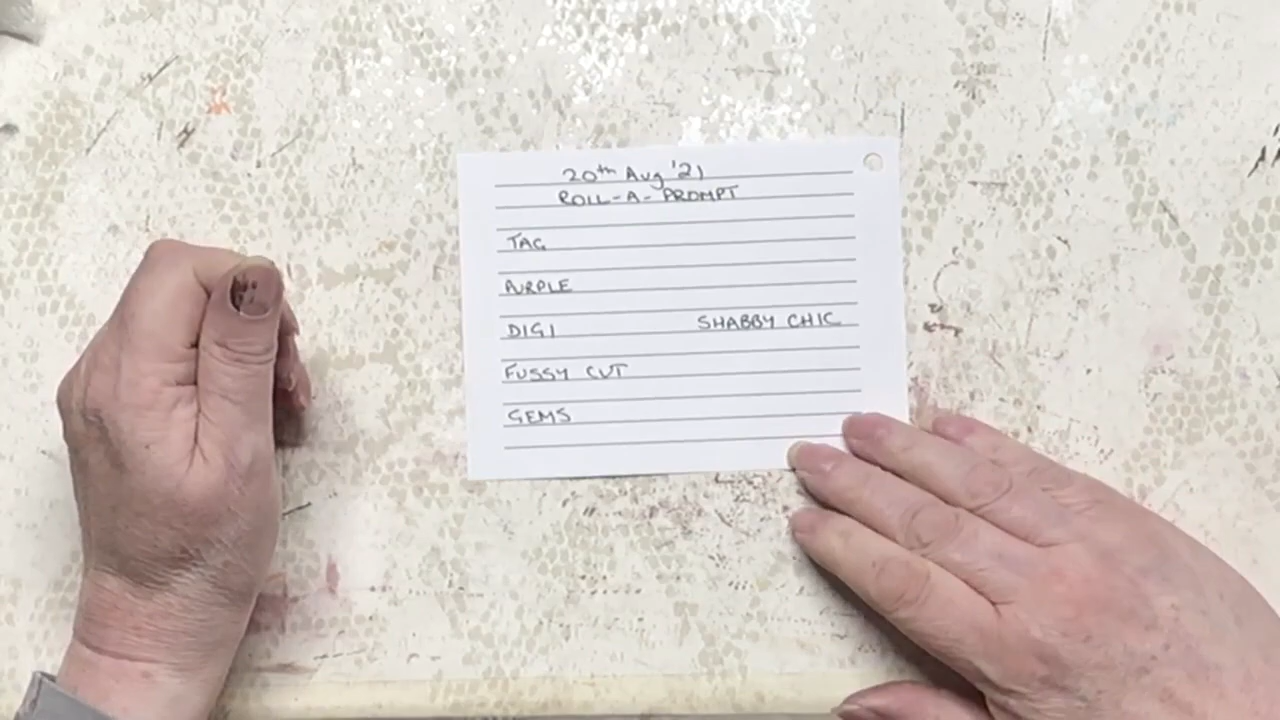 20th Aug '21
ROLL-A-PROMPT
TAG
PURPLE
DIGI SHABBY CHIC
FUSSY CUT
GEMS